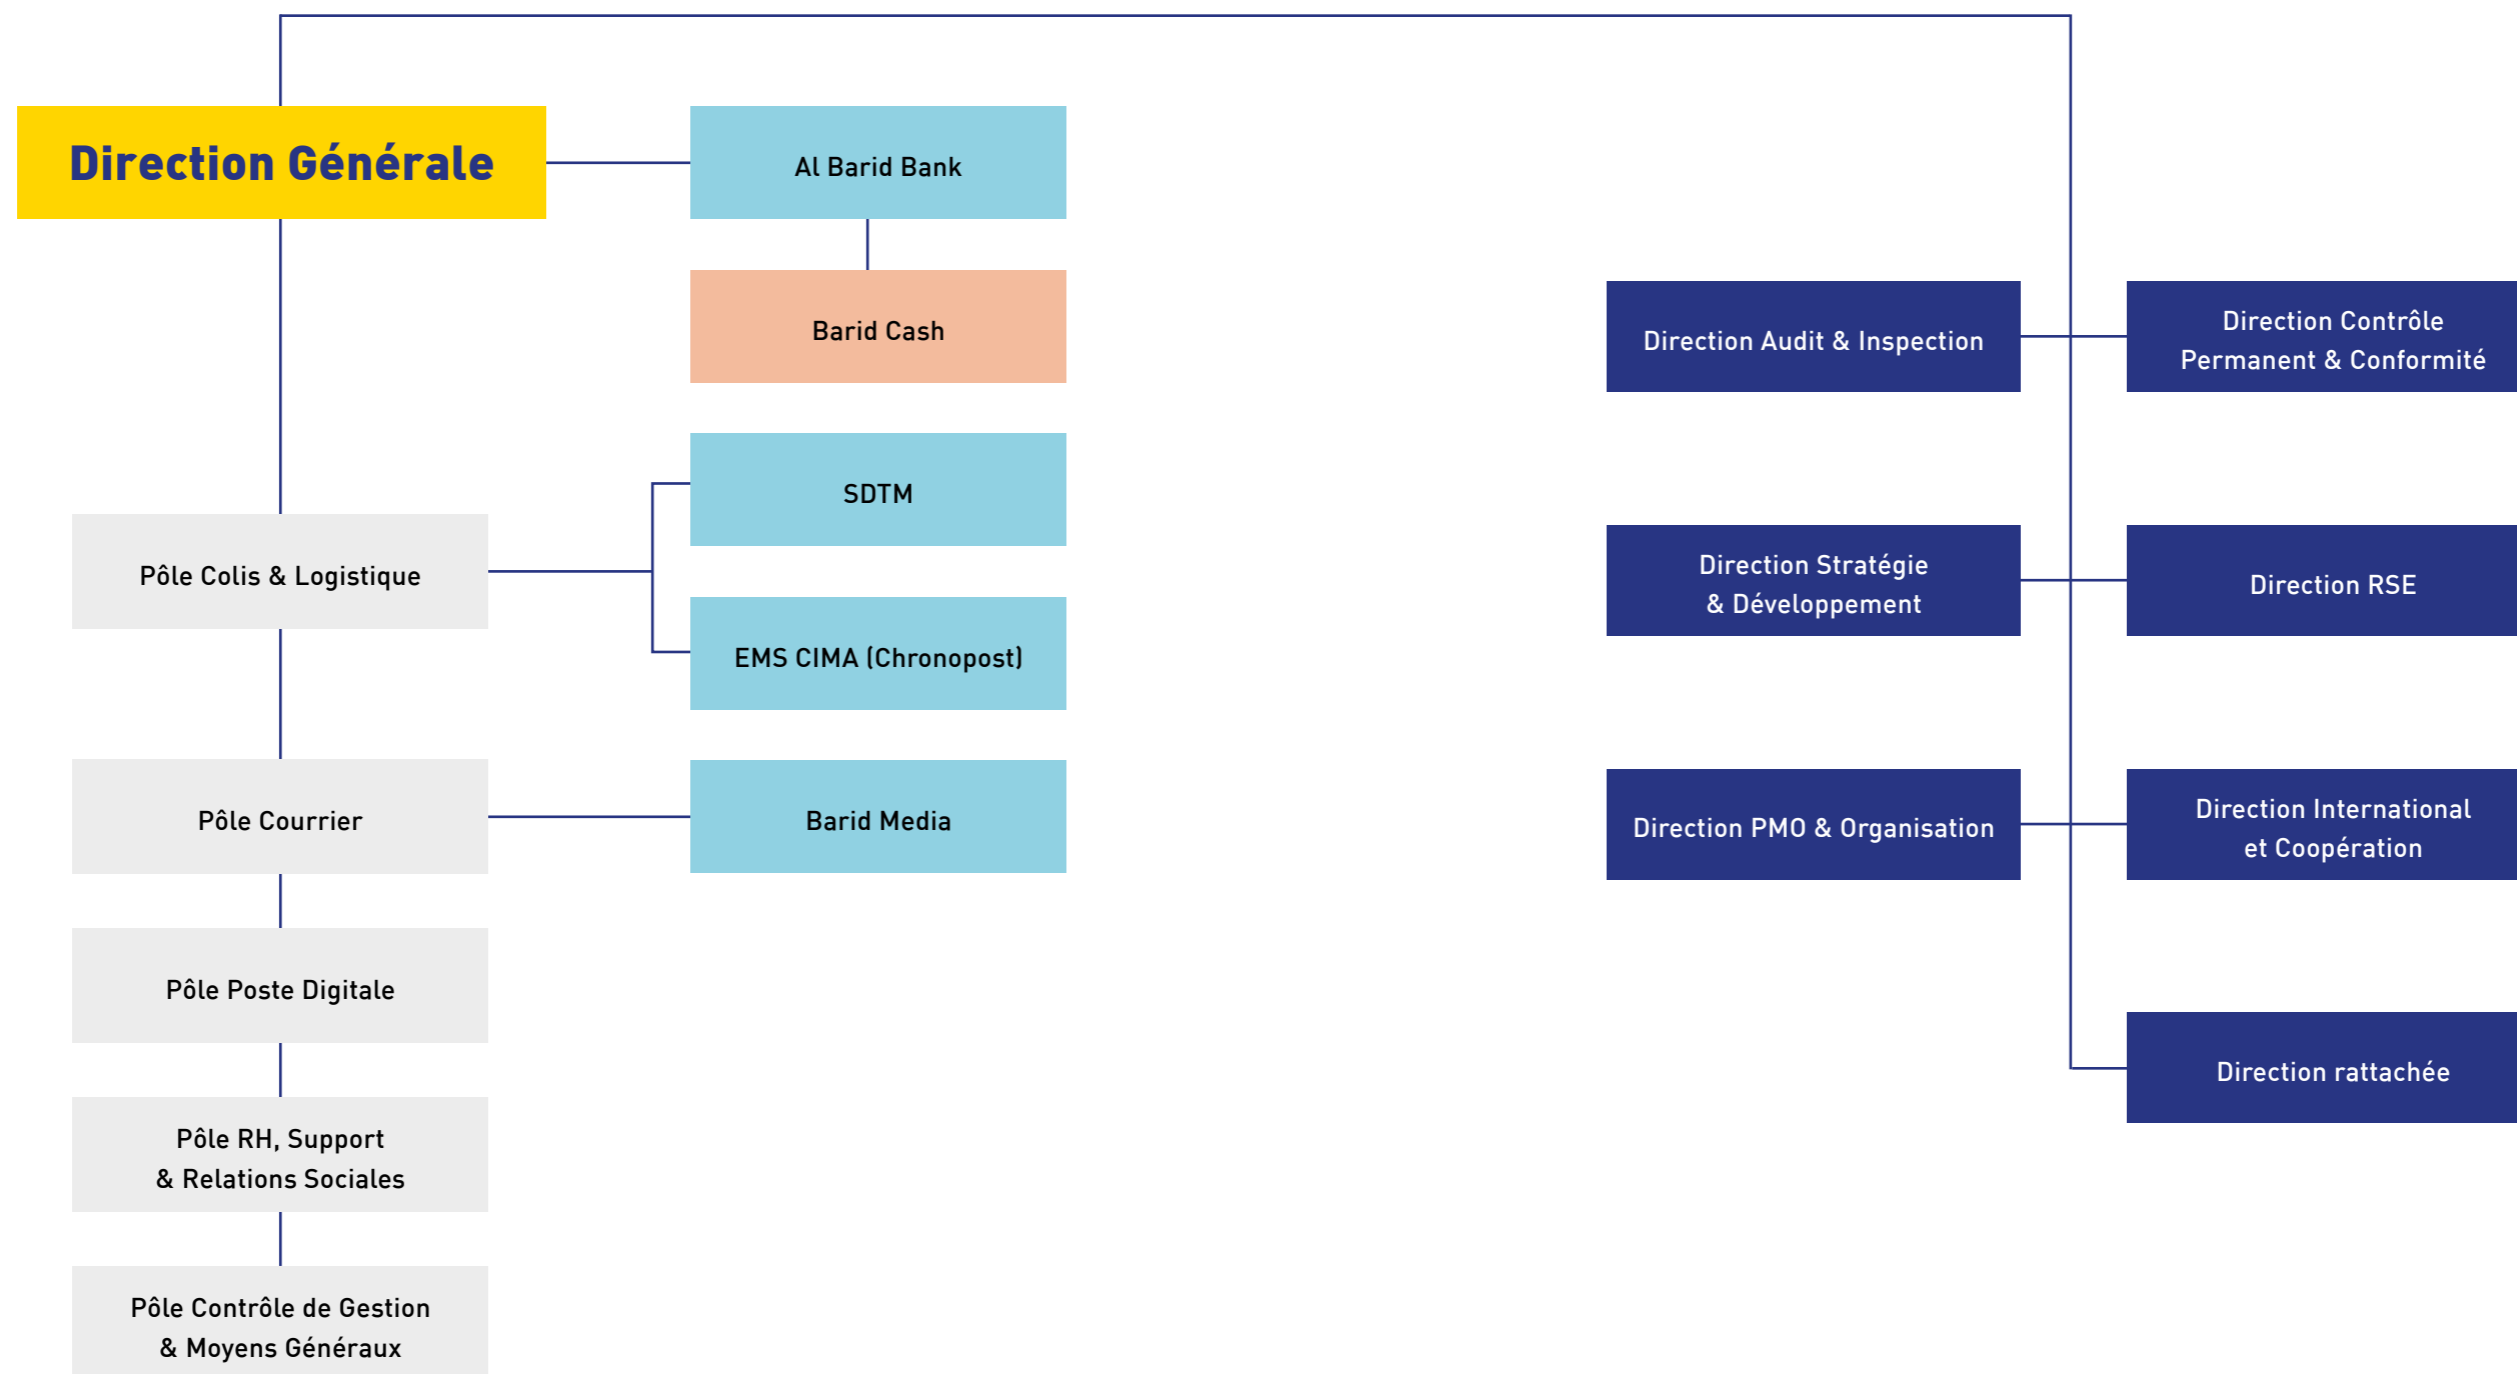 Direction Générale
Al Barid Bank
Barid Cash
SDTM
Pôle Colis & Logistique
EMS CIMA (Chronopost)
Pôle Courrier
Barid Media
Pôle Poste Digitale
Pôle RH, Support
& Relations Sociales
Pôle Contrôle de Gestion
& Moyens Généraux
Direction Audit & Inspection
Direction Contrôle
Permanent & Conformité
Direction Stratégie
& Développement
Direction RSE
Direction PMO & Organisation
Direction International
et Coopération
Direction rattachée